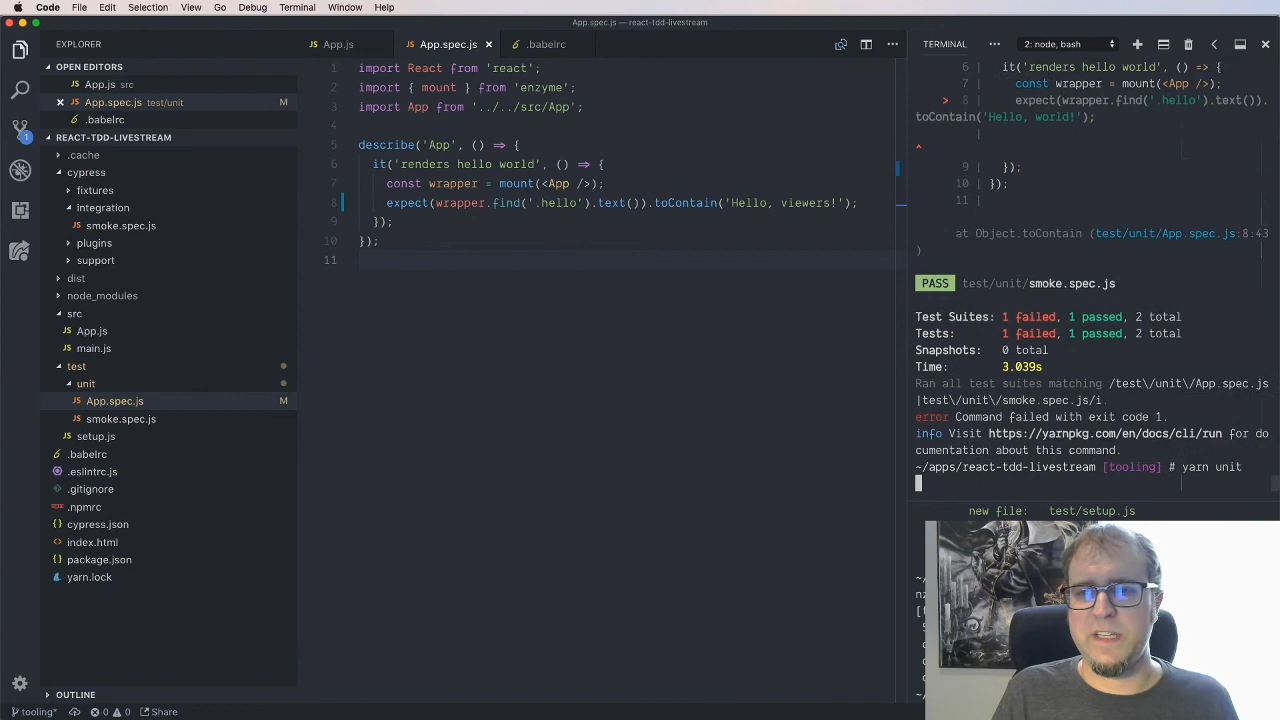 Code File Edit Selection View Go Debug Terminal Window Help
App.spec.js — react-tdd-livestream
EXPLORER
OPEN EDITORS
App.js src
App.spec.js test/unit M
.babelrc
REACT-TDD-LIVESTREAM
.cache
cypress
fixtures
integration
smoke.spec.js
plugins
support
dist
node_modules
src
App.js
main.js
test
unit
App.spec.js M
smoke.spec.js
setup.js
.babelrc
.eslintrc.js
.gitignore
.npmrc
cypress.json
index.html
package.json
yarn.lock
OUTLINE
App.js App.spec.js .babelrc
1 import React from 'react';
2 import { mount } from 'enzyme';
3 import App from '../../src/App';
4
5 describe('App', () => {
6 it('renders hello world', () => {
7 const wrapper = mount(<App />);
8 expect(wrapper.find('.hello').text()).toContain('Hello, viewers!');
9 });
10 });
11
TERMINAL 2: node, bash
6 | it('renders hello world', () => {
7 | const wrapper = mount(<App />);
> 8 | expect(wrapper.find('.hello').text()).
toContain('Hello, world!');
|
^
9 | });
10 | });
11 |
at Object.toContain (test/unit/App.spec.js:8:43
)
PASS test/unit/smoke.spec.js
Test Suites: 1 failed, 1 passed, 2 total
Tests: 1 failed, 1 passed, 2 total
Snapshots: 0 total
Time: 3.039s
Ran all test suites matching /test\/unit\/App.spec.js
|test\/unit\/smoke.spec.js/i.
error Command failed with exit code 1.
info Visit https://yarnpkg.com/en/docs/cli/run for do
cumentation about this command.
~/apps/react-tdd-livestream [tooling] # yarn unit
new file: test/setup.js
tooling* 0 0 Share
1